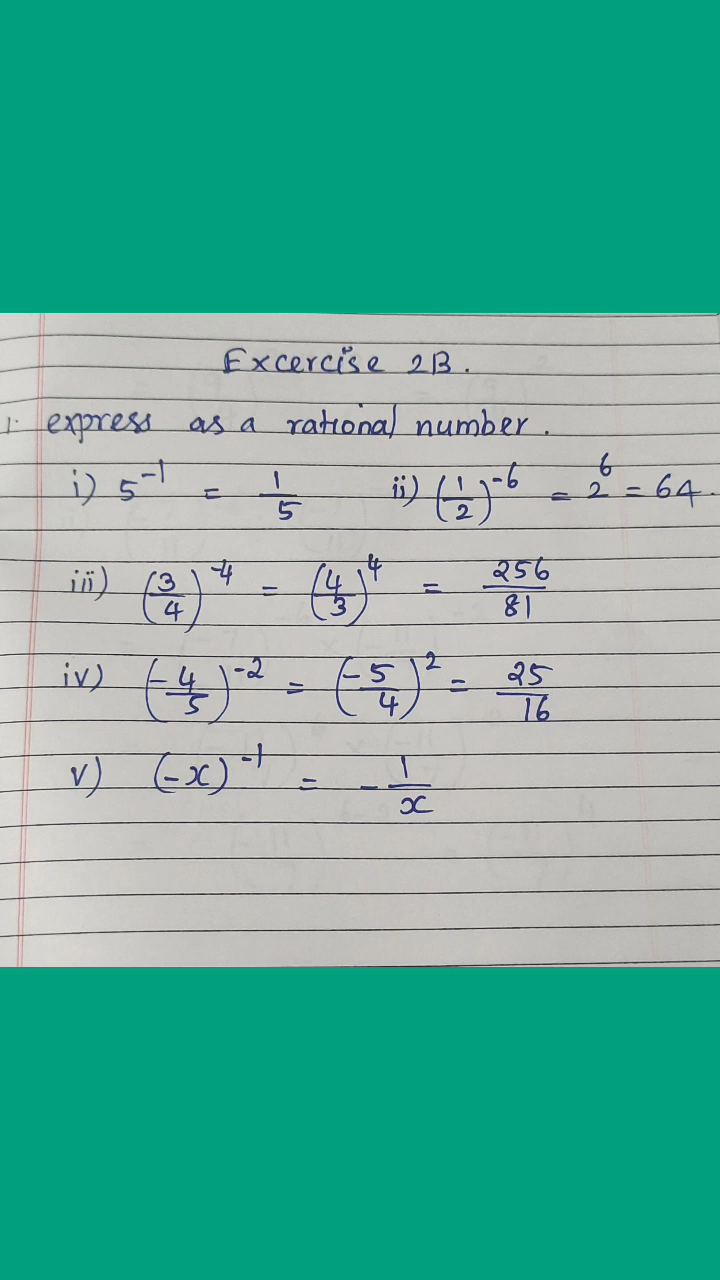 Excercise 2B.
1. express as a rational number.
i) 5^-1 = 1/5 ii) (1/2)^-6 = 2^6 = 64.
iii) (3/4)^-4 = (4/3)^4 = 256/81
iv) (-4/5)^-2 = (-5/4)^2 = 25/16
v) (-x)^-1 = -1/x